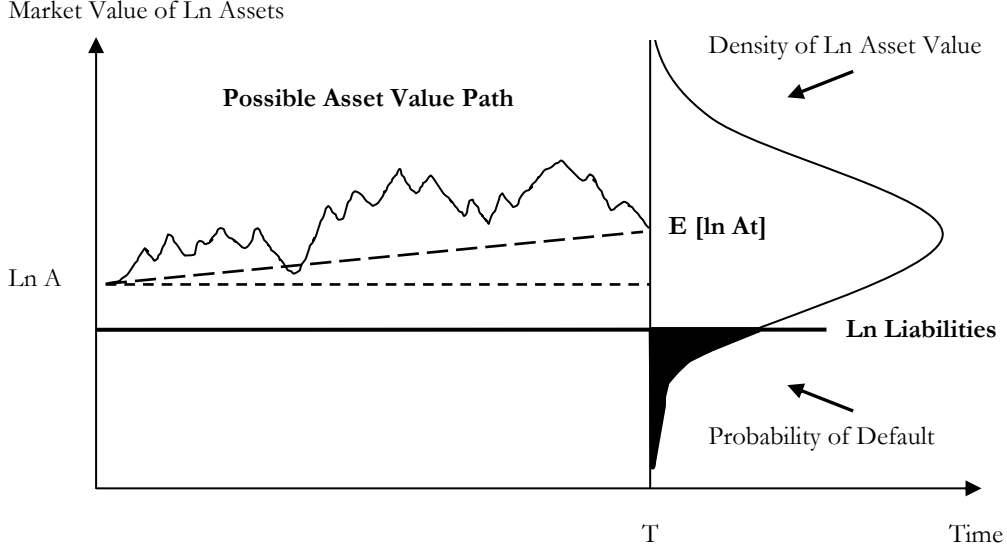 Market Value of Ln Assets
Density of Ln Asset Value
Possible Asset Value Path
E [ln At]
Ln A
Ln Liabilities
Probability of Default
T
Time